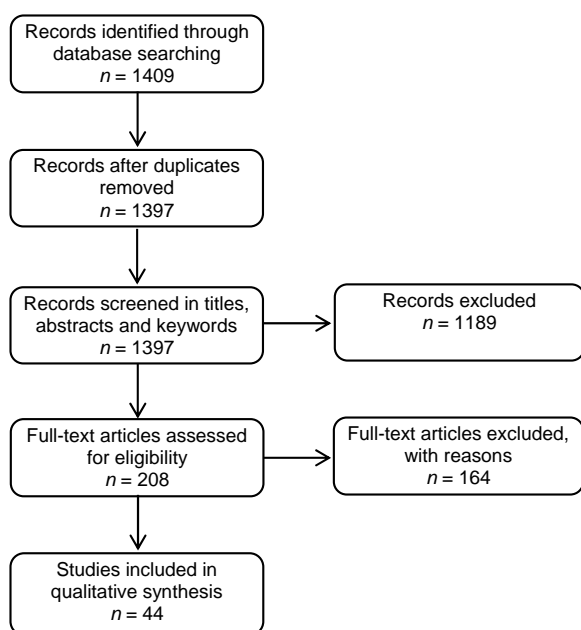 Records identified through
database searching
n = 1409
Records after duplicates
removed
n = 1397
Records screened in titles,
abstracts and keywords
n = 1397
Records excluded
n = 1189
Full-text articles assessed
for eligibility
n = 208
Full-text articles excluded,
with reasons
n = 164
Studies included in
qualitative synthesis
n = 44